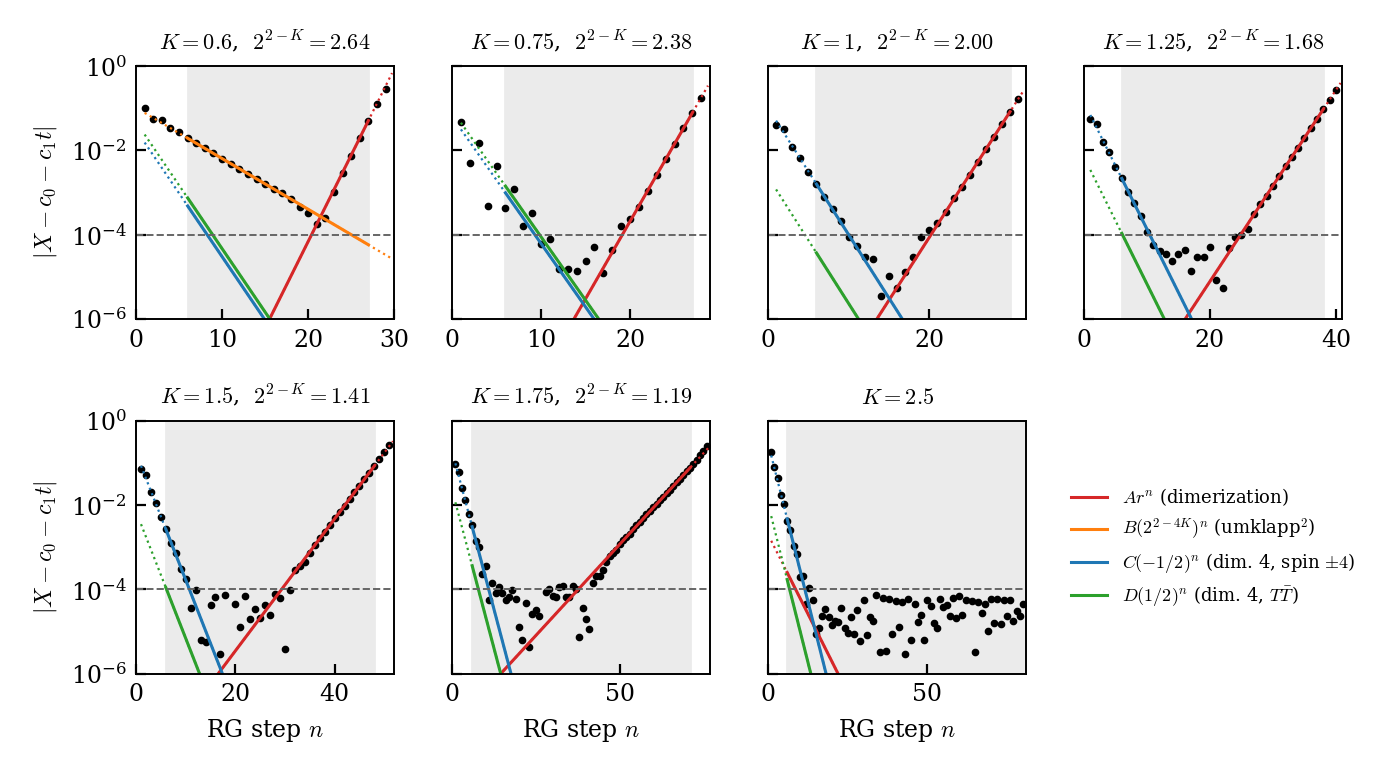 K = 0.6, 2^{2−K} = 2.64
K = 0.75, 2^{2−K} = 2.38
K = 1, 2^{2−K} = 2.00
K = 1.25, 2^{2−K} = 1.68
|X − c_0 − c_1 t|
10^0
10^{−2}
10^{−4}
10^{−6}
0 10 20 30
0 10 20
0 20
0 20 40
K = 1.5, 2^{2−K} = 1.41
K = 1.75, 2^{2−K} = 1.19
K = 2.5
|X − c_0 − c_1 t|
10^0
10^{−2}
10^{−4}
10^{−6}
0 20 40
0 50
0 50
RG step n
RG step n
RG step n
Ar^n (dimerization)
B(2^{2−4K})^n (umklapp^2)
C(−1/2)^n (dim. 4, spin ±4)
D(1/2)^n (dim. 4, T\bar{T})